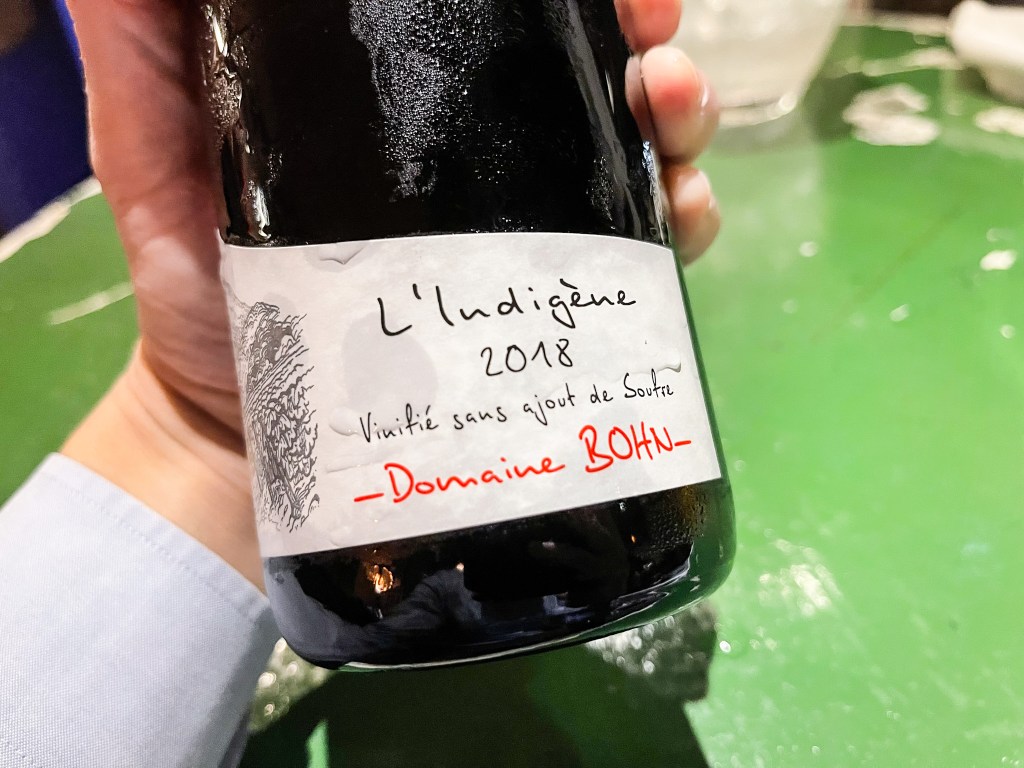 L'Indigène
2018
Vinifié sans ajout de Soufre
-Domaine BOHN-